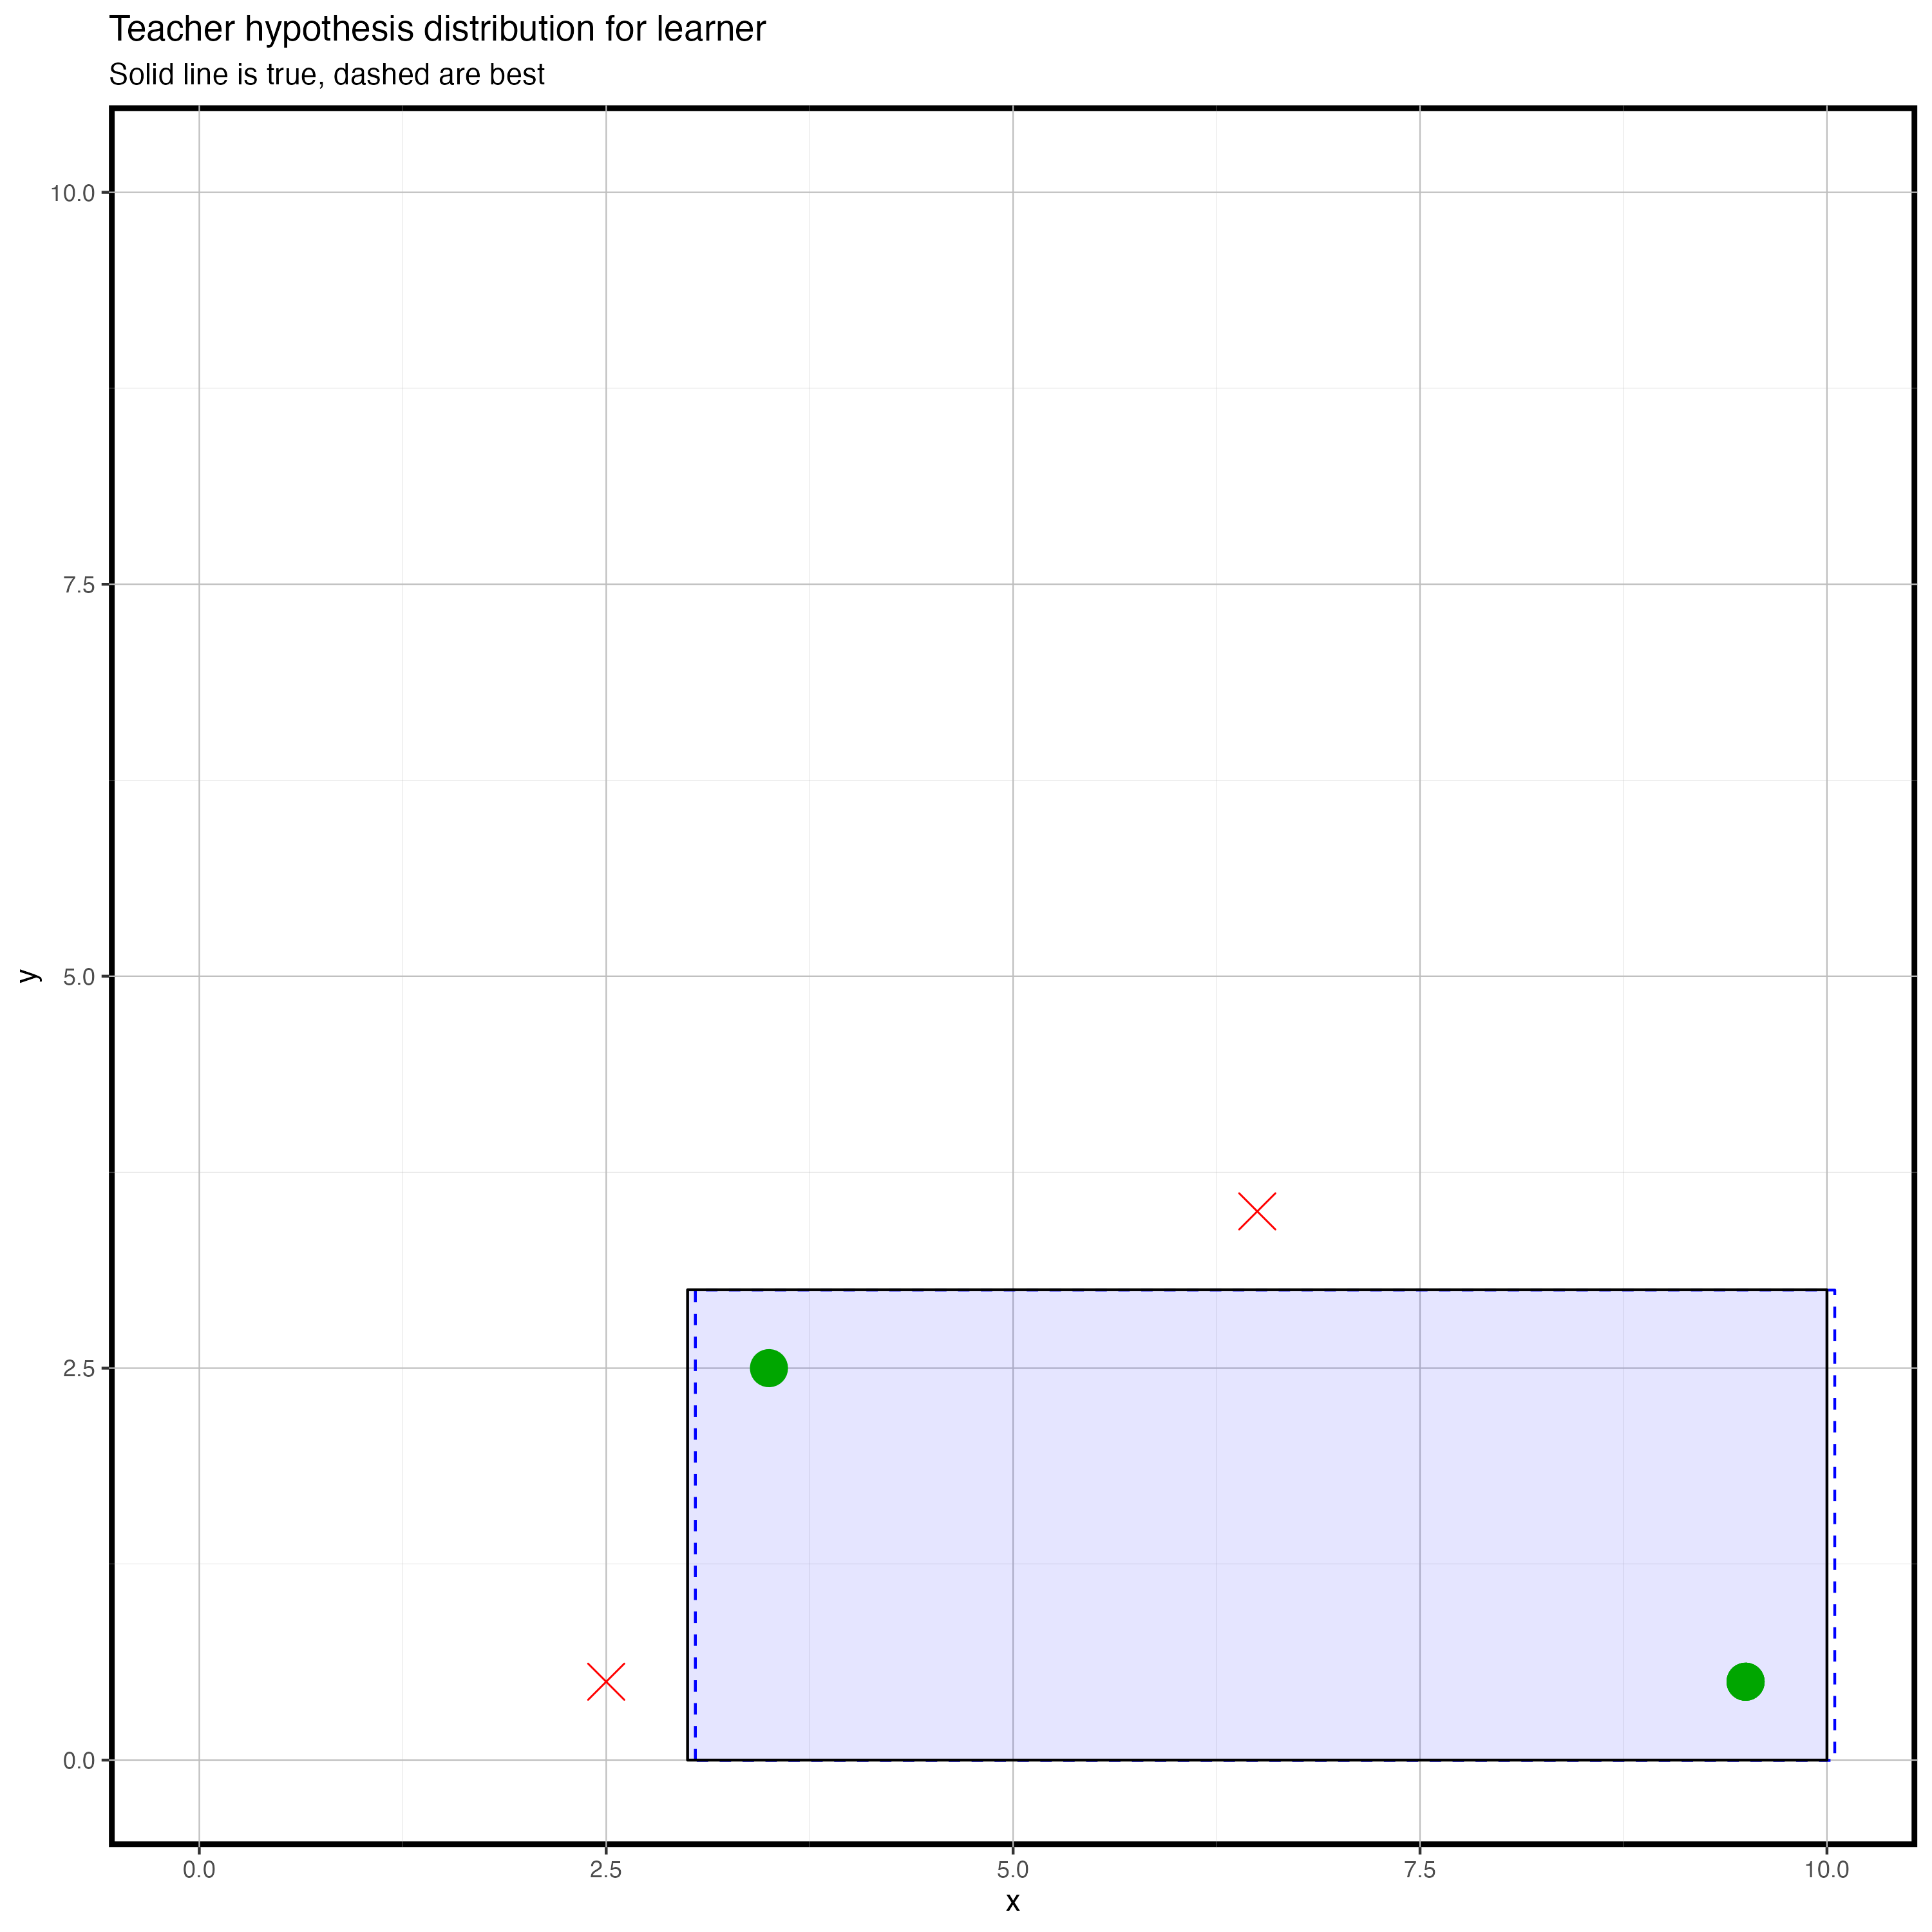 Teacher hypothesis distribution for learner
Solid line is true, dashed are best
10.0
7.5
5.0
2.5
0.0
y
0.0 2.5 5.0 7.5 10.0
x